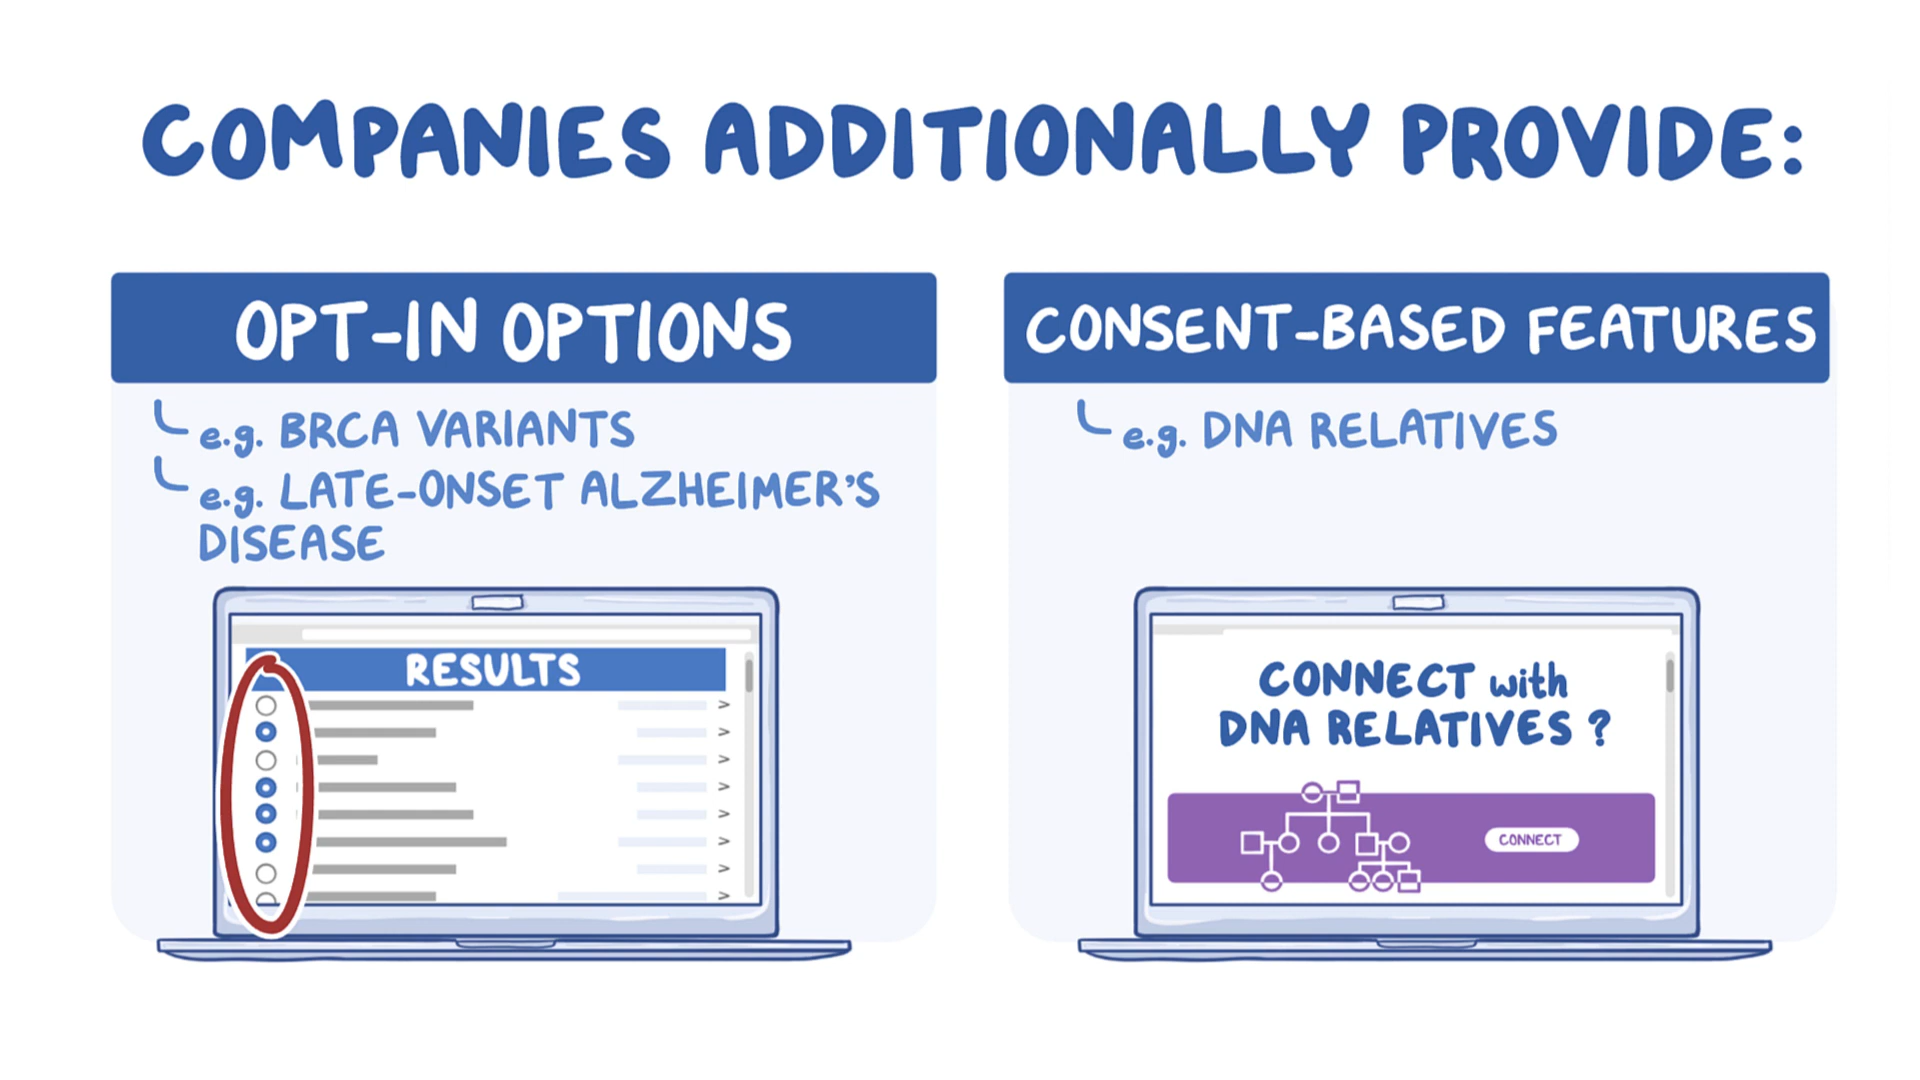 COMPANIES ADDITIONALLY PROVIDE:
OPT-IN OPTIONS
e.g. BRCA VARIANTS
e.g. LATE-ONSET ALZHEIMER'S
DISEASE
RESULTS
>
>
>
>
>
>
>
>
CONSENT-BASED FEATURES
e.g. DNA RELATIVES
CONNECT with
DNA RELATIVES ?
CONNECT